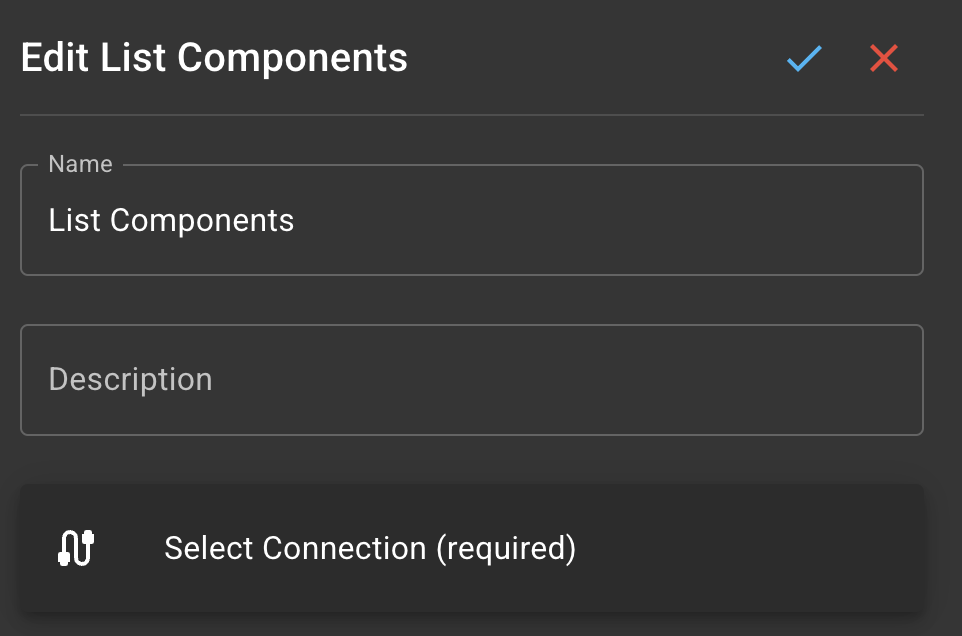 Edit List Components
Name
List Components
Description
Select Connection (required)